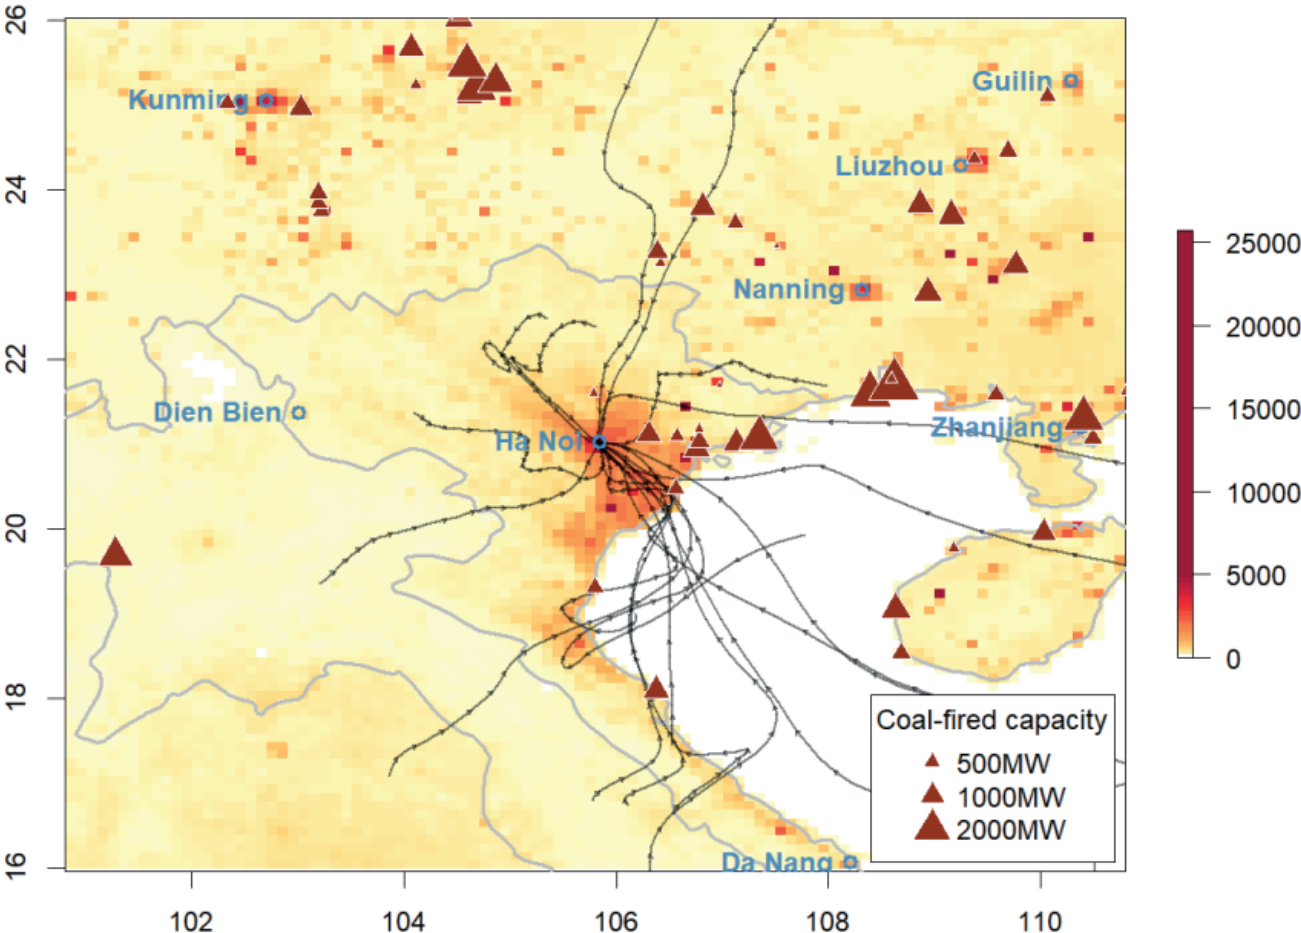 26
24
22
20
18
16
102
104
106
108
110
Kunming
Guilin
Liuzhou
Nanning
Dien Bien
Ha Noi
Zhanjiang
Da Nang
Coal-fired capacity
500MW
1000MW
2000MW
25000
20000
15000
10000
5000
0